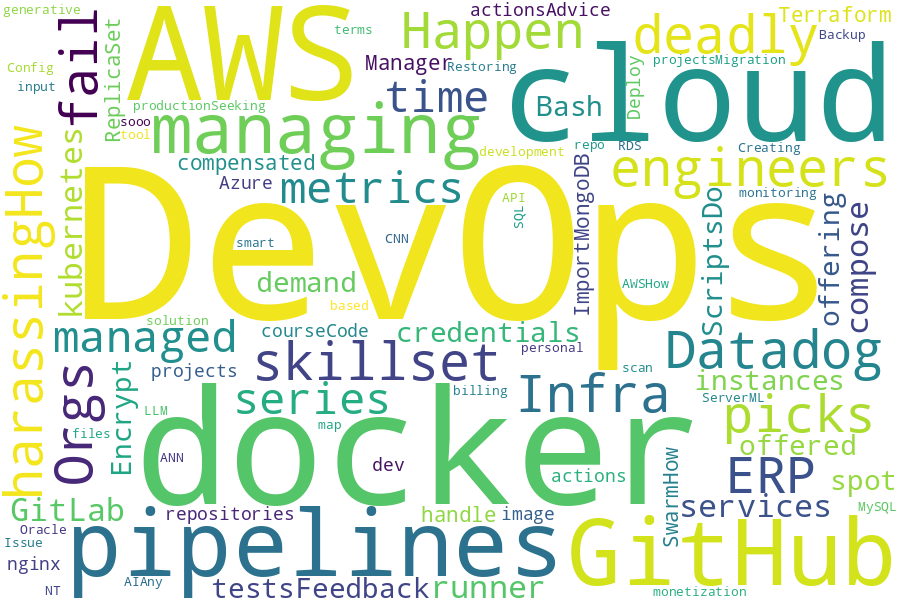 generative
AWS
terms
actionsAdvice
Happen
deadly
Terraform
Backup
fail
ReplicaSet
Config
input
Manager
Restoring
cloud
Bash
Deploy
projectsMigration
time
productionSeeking
sooo
tool
managing
development
repo
RDS
Creating
engineers
harassingHow
kubernetes
compensated
Azure
metrics
API
SQL
ImportMongoDB
monitoring
DevOps
smart
CNN
demand
based
AWSHow
ScriptsDo
offering
compose
solution
managed
courseCode
credentials
personal
Datadog
projects
skillset
scan
instances
Orgs
Encrypt
LLM
series
map
billing
Infra
ServerML
picks
files
docker
ANN
dev
actions
offered
ERP
spot
SwarmHow
services
MySQL
GitLab
repositories
handle
image
Oracle
Issue
nginx
NT
pipelines
AIAny
testsFeedback
runner
GitHub
monetization